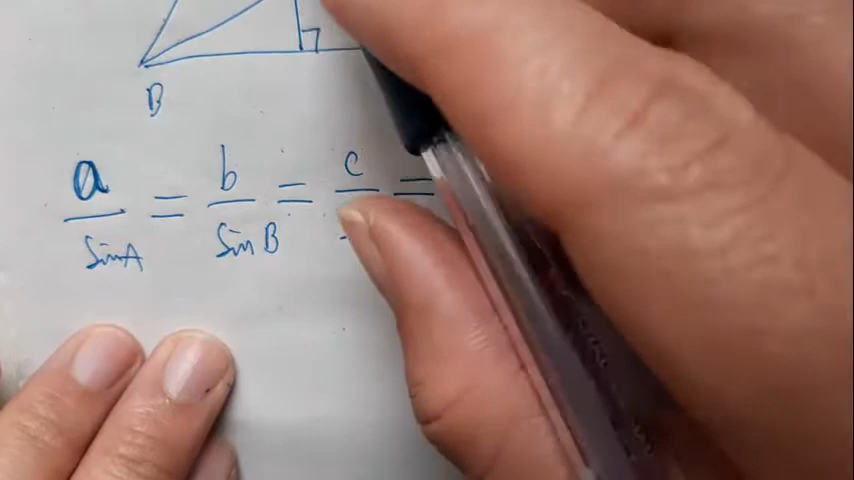 B
a = b = c =
SinA SinB